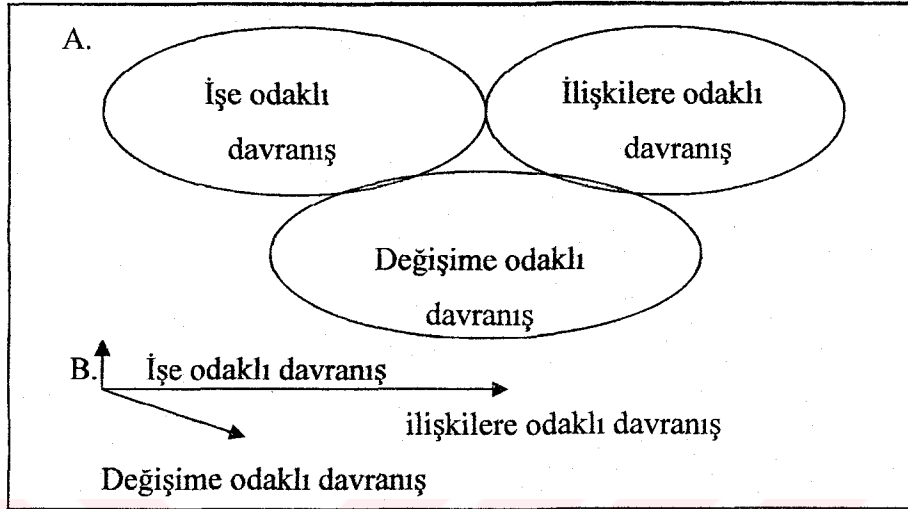 A.
İşe odaklı
davranış
İlişkilere odaklı
davranış
Değişime odaklı
davranış
B. İşe odaklı davranış
ilişkilere odaklı davranış
Değişime odaklı davranış